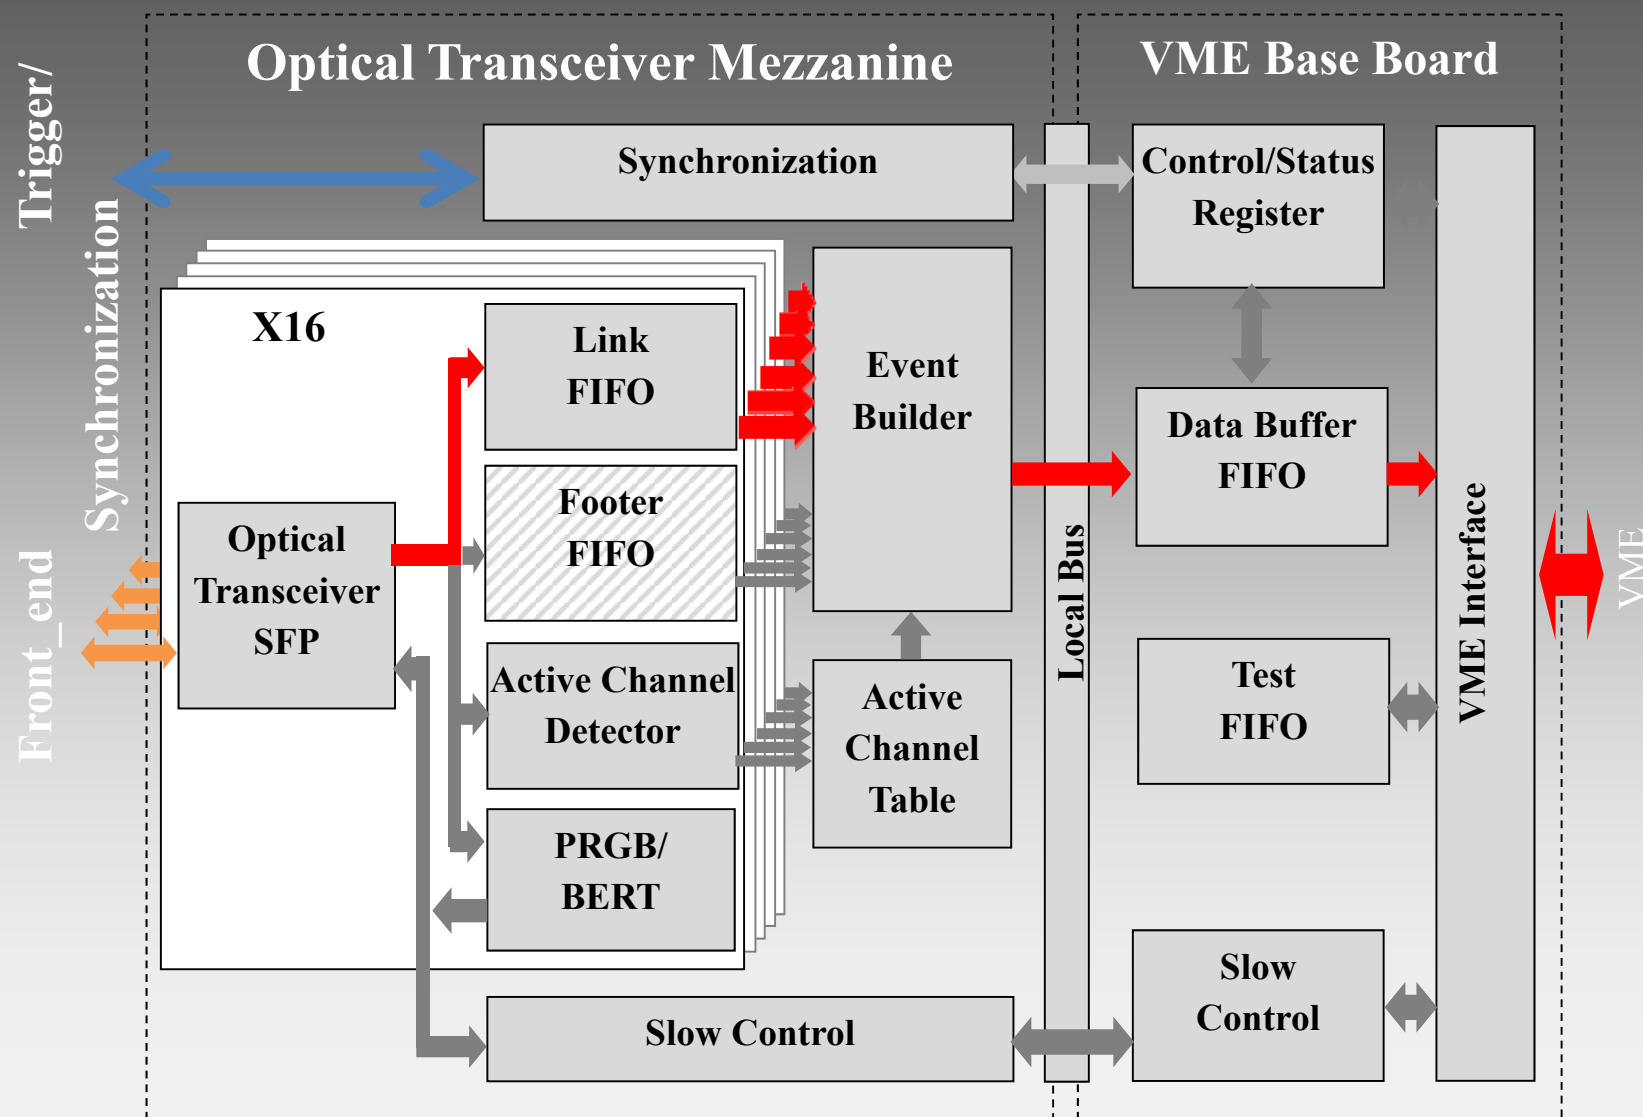 Optical Transceiver Mezzanine
VME Base Board
Trigger/
Synchronization
Front_end
Synchronization
Control/Status
Register
X16
Link
FIFO
Event
Builder
Footer
FIFO
Data Buffer
FIFO
Optical
Transceiver
SFP
Active Channel
Detector
Active
Channel
Table
Test
FIFO
PRGB/
BERT
Slow Control
Slow
Control
Local Bus
VME Interface
VME